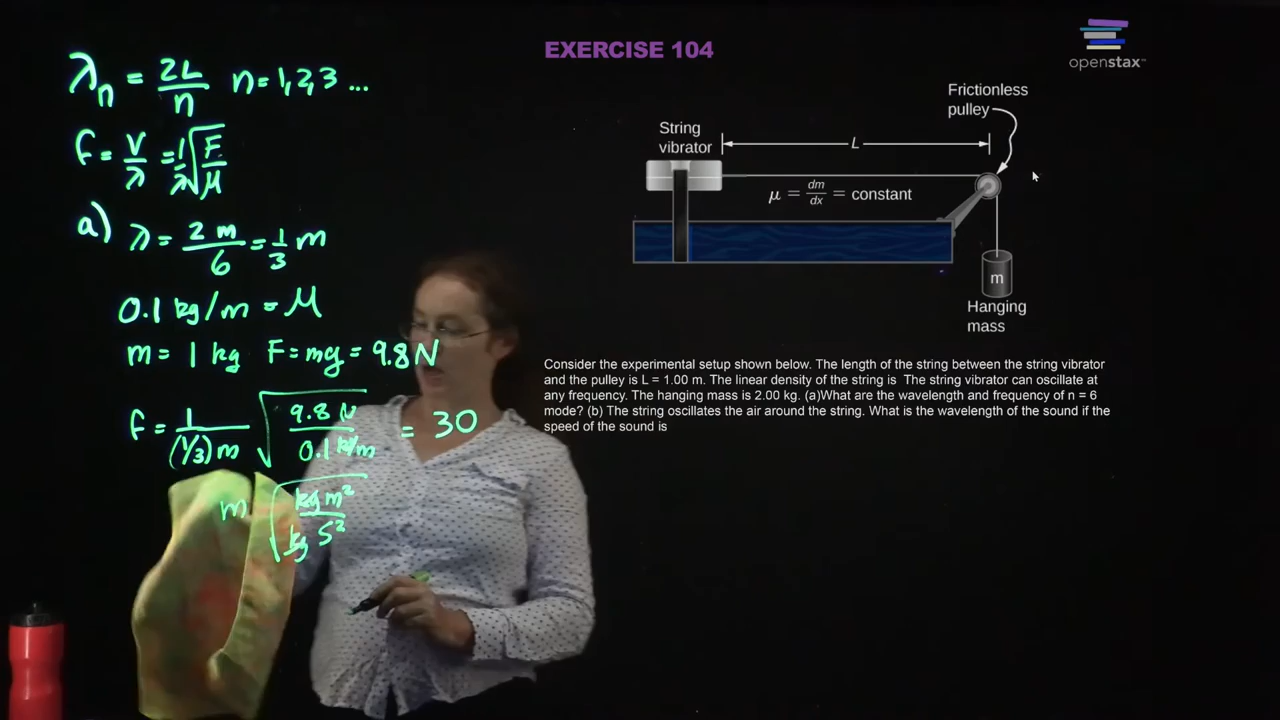 λn = 2L/n n=1,2,3 ...
f = V/λ = 1/λ √F/μ
a) λ = 2 m/6 = 1/3 m
0.1 kg/m = μ
m = 1 kg F = mg = 9.8 N
f = 1/(1/3)m √9.8 N/0.1 kg/m = 30
m √kg m²/kg s²
EXERCISE 104
openstax™
Frictionless
pulley
String
vibrator
L
μ = dm/dx = constant
m
Hanging
mass
Consider the experimental setup shown below. The length of the string between the string vibrator
and the pulley is L = 1.00 m. The linear density of the string is The string vibrator can oscillate at
any frequency. The hanging mass is 2.00 kg. (a)What are the wavelength and frequency of n = 6
mode? (b) The string oscillates the air around the string. What is the wavelength of the sound if the
speed of the sound is